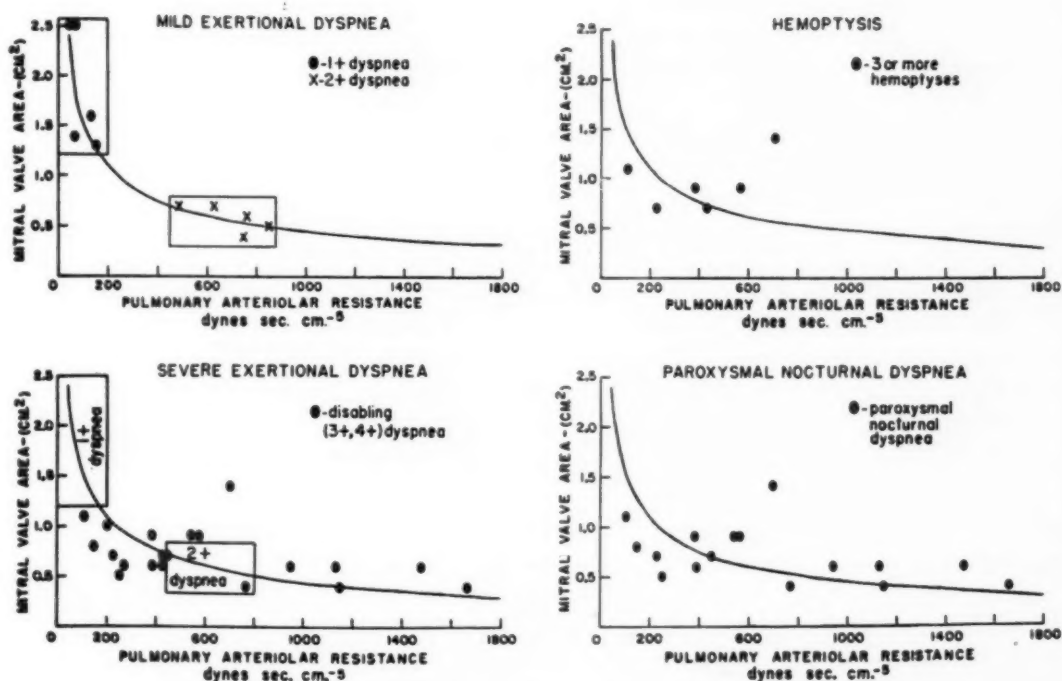 MILD EXERTIONAL DYSPNEA
2.5
2.0
1.5
1.0
0.5
MITRAL VALVE AREA-(CM.²)
●-1+ dyspnea
X-2+ dyspnea
200 600 1000 1400 1800
PULMONARY ARTERIOLAR RESISTANCE
dynes sec. cm.⁻⁵
HEMOPTYSIS
2.5
2.0
1.5
1.0
0.5
MITRAL VALVE AREA-(CM²)
●-3 or more
hemoptyses
0 200 600 1000 1400 1800
PULMONARY ARTERIOLAR RESISTANCE
dynes sec. cm.⁻⁵
SEVERE EXERTIONAL DYSPNEA
2.5
2.0
1.5
1.0
0.5
MITRAL VALVE AREA-(CM²)
1+
dyspnea
●-disabling
(3+,4+)dyspnea
2+
dyspnea
200 600 1000 1400 1800
PULMONARY ARTERIOLAR RESISTANCE
dynes sec. cm.⁻⁵
PAROXYSMAL NOCTURNAL DYSPNEA
2.5
2.0
1.5
1.0
0.5
MITRAL VALVE AREA-(CM²)
●-paroxysmal
nocturnal
dyspnea
0 200 600 1000 1400 1800
PULMONARY ARTERIOLAR RESISTANCE
dynes sec. cm.⁻⁵